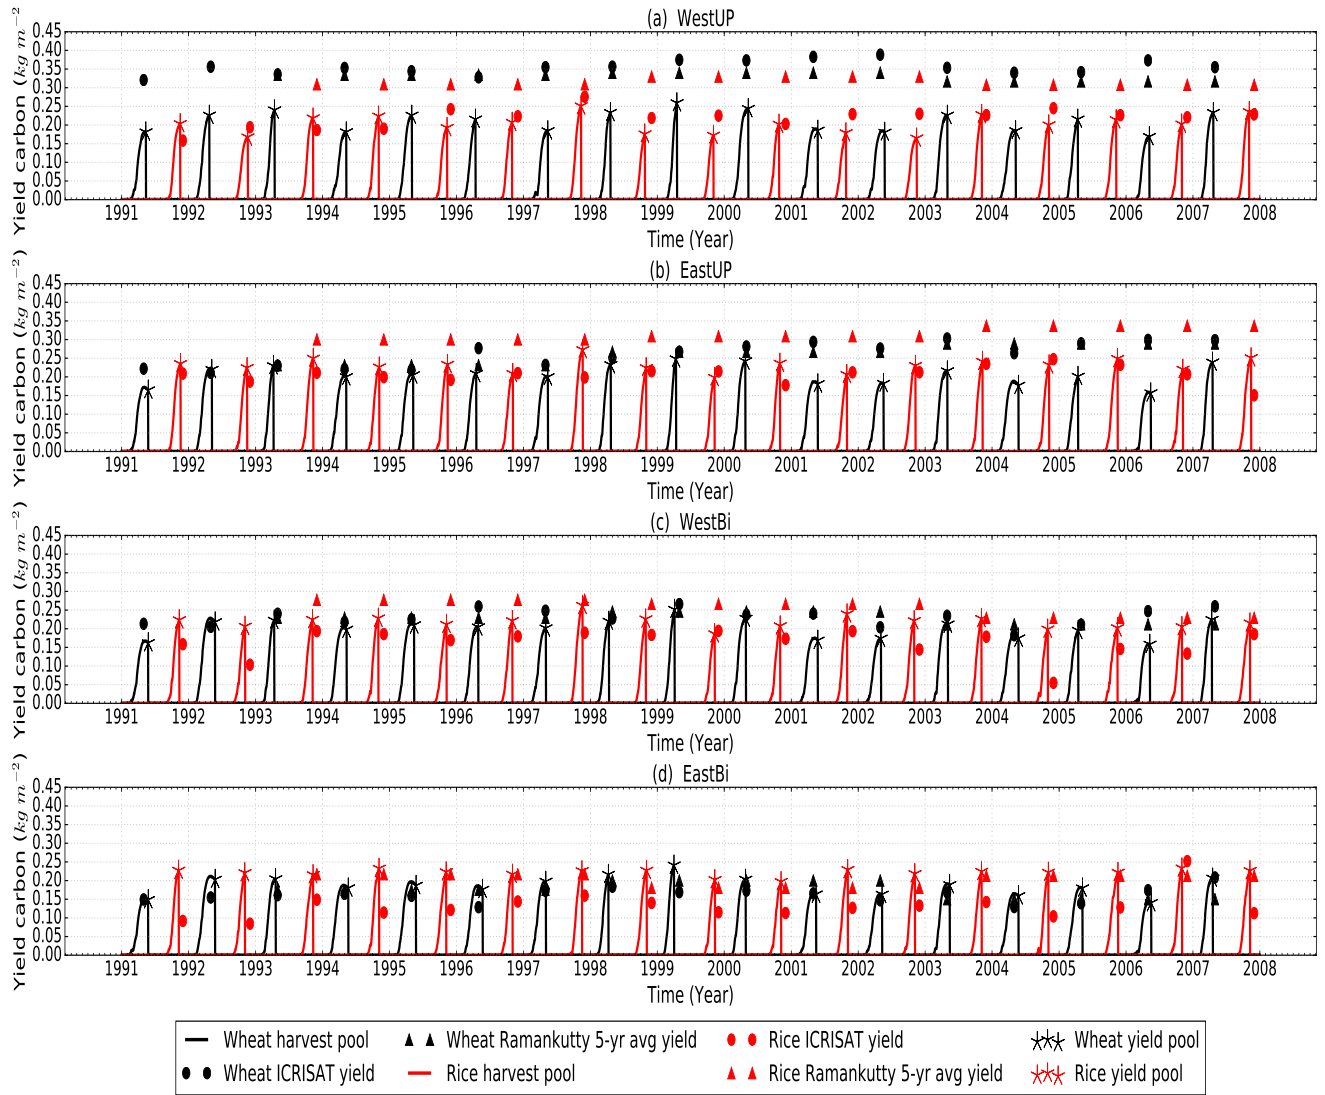 (a) WestUP
Yield carbon (kg m⁻²)
0.45
0.40
0.35
0.30
0.25
0.20
0.15
0.10
0.05
0.00
1991 1992 1993 1994 1995 1996 1997 1998 1999 2000 2001 2002 2003 2004 2005 2006 2007 2008
Time (Year)
(b) EastUP
Yield carbon (kg m⁻²)
0.45
0.40
0.35
0.30
0.25
0.20
0.15
0.10
0.05
0.00
1991 1992 1993 1994 1995 1996 1997 1998 1999 2000 2001 2002 2003 2004 2005 2006 2007 2008
Time (Year)
(c) WestBi
Yield carbon (kg m⁻²)
0.45
0.40
0.35
0.30
0.25
0.20
0.15
0.10
0.05
0.00
1991 1992 1993 1994 1995 1996 1997 1998 1999 2000 2001 2002 2003 2004 2005 2006 2007 2008
Time (Year)
(d) EastBi
Yield carbon (kg m⁻²)
0.45
0.40
0.35
0.30
0.25
0.20
0.15
0.10
0.05
0.00
1991 1992 1993 1994 1995 1996 1997 1998 1999 2000 2001 2002 2003 2004 2005 2006 2007 2008
Time (Year)
Wheat harvest pool
Wheat ICRISAT yield
Wheat Ramankutty 5-yr avg yield
Rice harvest pool
Rice ICRISAT yield
Rice Ramankutty 5-yr avg yield
Wheat yield pool
Rice yield pool